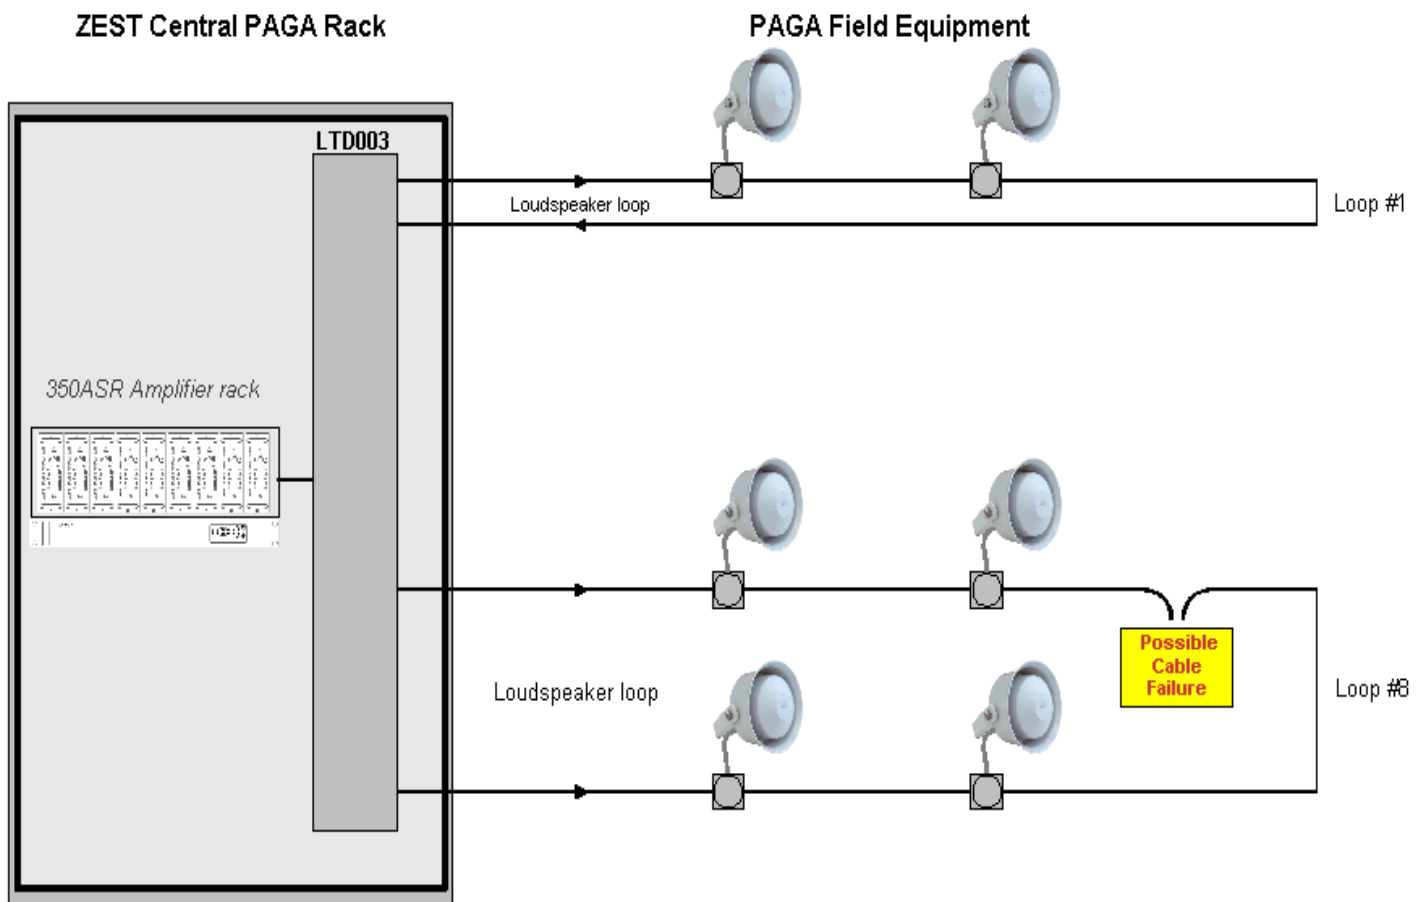 ZEST Central PAGA Rack
PAGA Field Equipment
LTD003
Loudspeaker loop
Loop #1
350ASR Amplifier rack
Possible
Cable
Failure
Loudspeaker loop
Loop #8